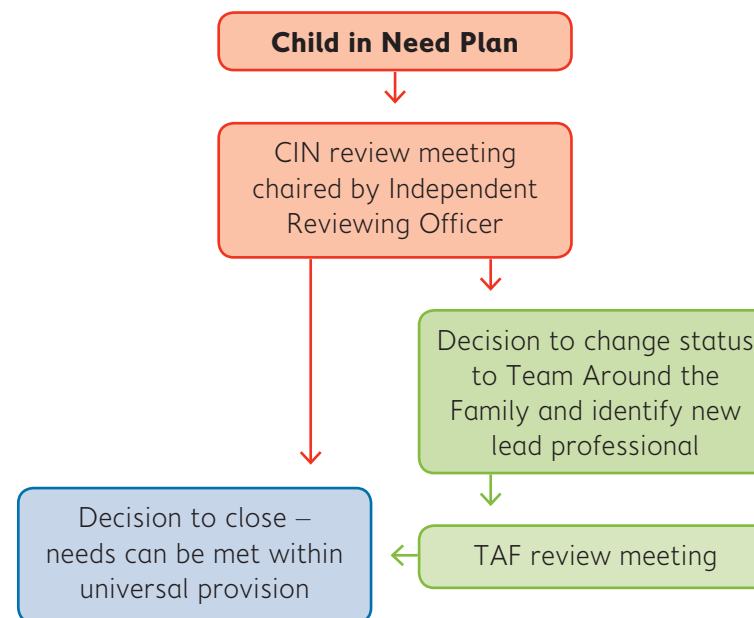 Child in Need Plan
CIN review meeting
chaired by Independent
Reviewing Officer
Decision to change status
to Team Around the
Family and identify new
lead professional
Decision to close –
needs can be met within
universal provision
TAF review meeting